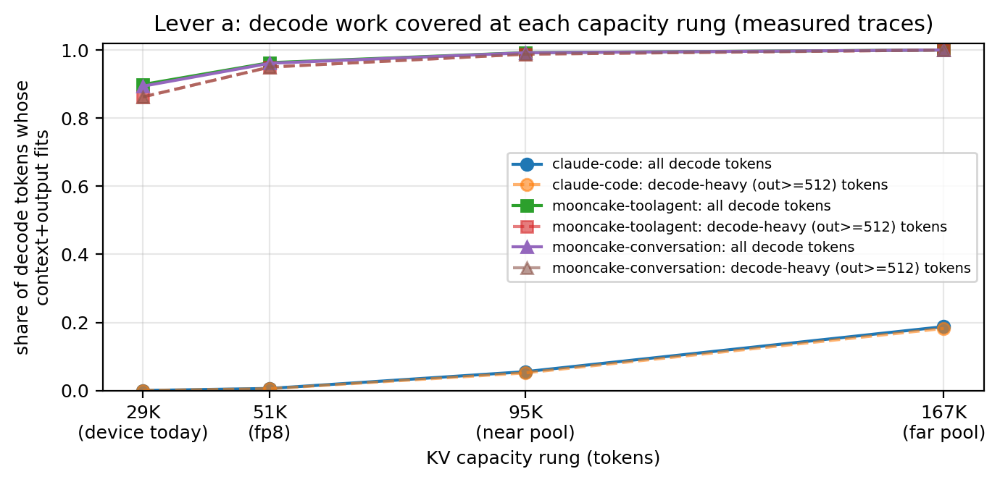 Lever a: decode work covered at each capacity rung (measured traces)
share of decode tokens whose
context+output fits
1.0
0.8
0.6
0.4
0.2
0.0
claude-code: all decode tokens
claude-code: decode-heavy (out>=512) tokens
mooncake-toolagent: all decode tokens
mooncake-toolagent: decode-heavy (out>=512) tokens
mooncake-conversation: all decode tokens
mooncake-conversation: decode-heavy (out>=512) tokens
29K
(device today)
51K
(fp8)
95K
(near pool)
167K
(far pool)
KV capacity rung (tokens)